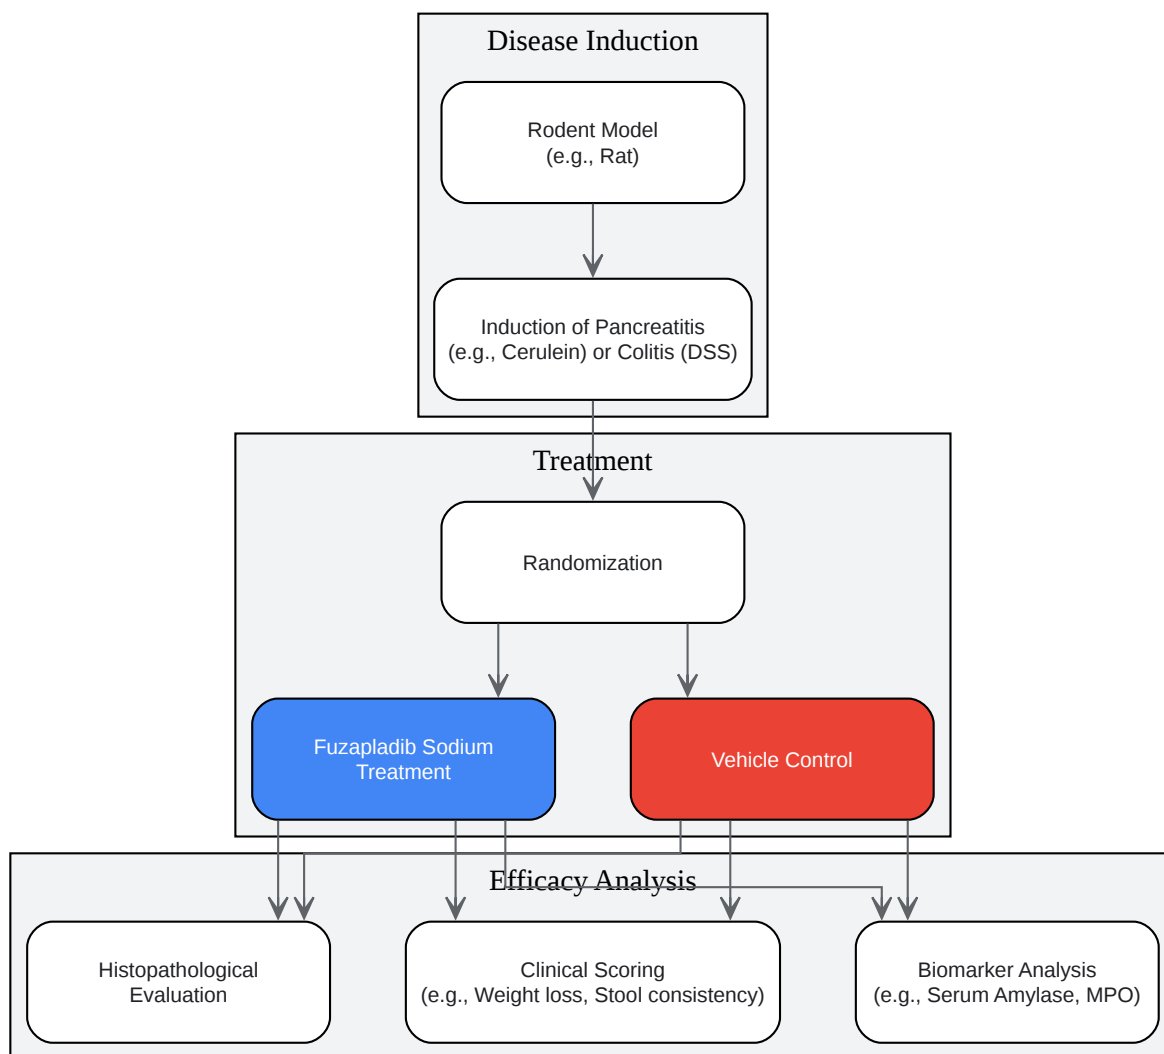 Disease Induction
Rodent Model
(e.g., Rat)
Induction of Pancreatitis
(e.g., Cerulein) or Colitis (DSS)
Treatment
Randomization
Fuzapladib Sodium
Treatment
Vehicle Control
Efficacy Analysis
Histopathological
Evaluation
Clinical Scoring
(e.g., Weight loss, Stool consistency)
Biomarker Analysis
(e.g., Serum Amylase, MPO)